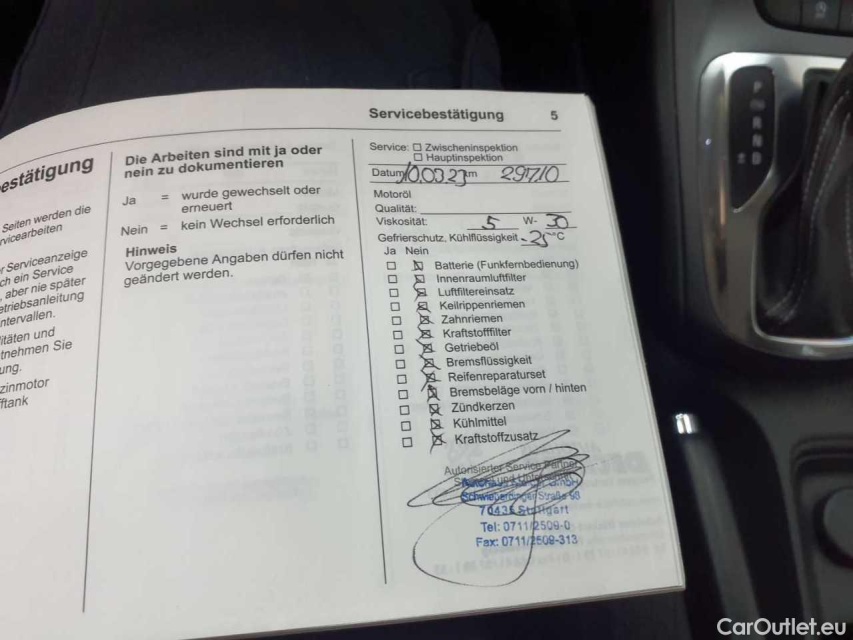 Servicebestätigung 5
estätigung
Seiten werden die
rvicearbeiten
r Serviceanzeige
ch ein Service
, aber nie später
etriebsanleitung
ntervallen.
litäten und
tnehmen Sie
ung.
zinmotor
ftank
Die Arbeiten sind mit ja oder
nein zu dokumentieren
Ja = wurde gewechselt oder
erneuert
Nein = kein Wechsel erforderlich
Hinweis
Vorgegebene Angaben dürfen nicht
geändert werden.
Service: Zwischeninspektion
Hauptinspektion
Datum 10.03.23 km 29710
Motoröl
Qualität:
Viskosität: 5 W- 30
Gefrierschutz, Kühlflüssigkeit -25 °C
Ja Nein
Batterie (Funkfernbedienung)
Innenraumluftfilter
Luftfiltereinsatz
Keilrippenriemen
Zahnriemen
Kraftstofffilter
Getriebeöl
Bremsflüssigkeit
Reifenreparaturset
Bremsbeläge vorn / hinten
Zündkerzen
Kühlmittel
Kraftstoffzusatz
Autorisierter Service Partner
Schwieberdinger Straße 98
70435 Stuttgart
Tel: 0711/2509-0
Fax: 0711/2509-313
P
R
N
D
CarOutlet.eu